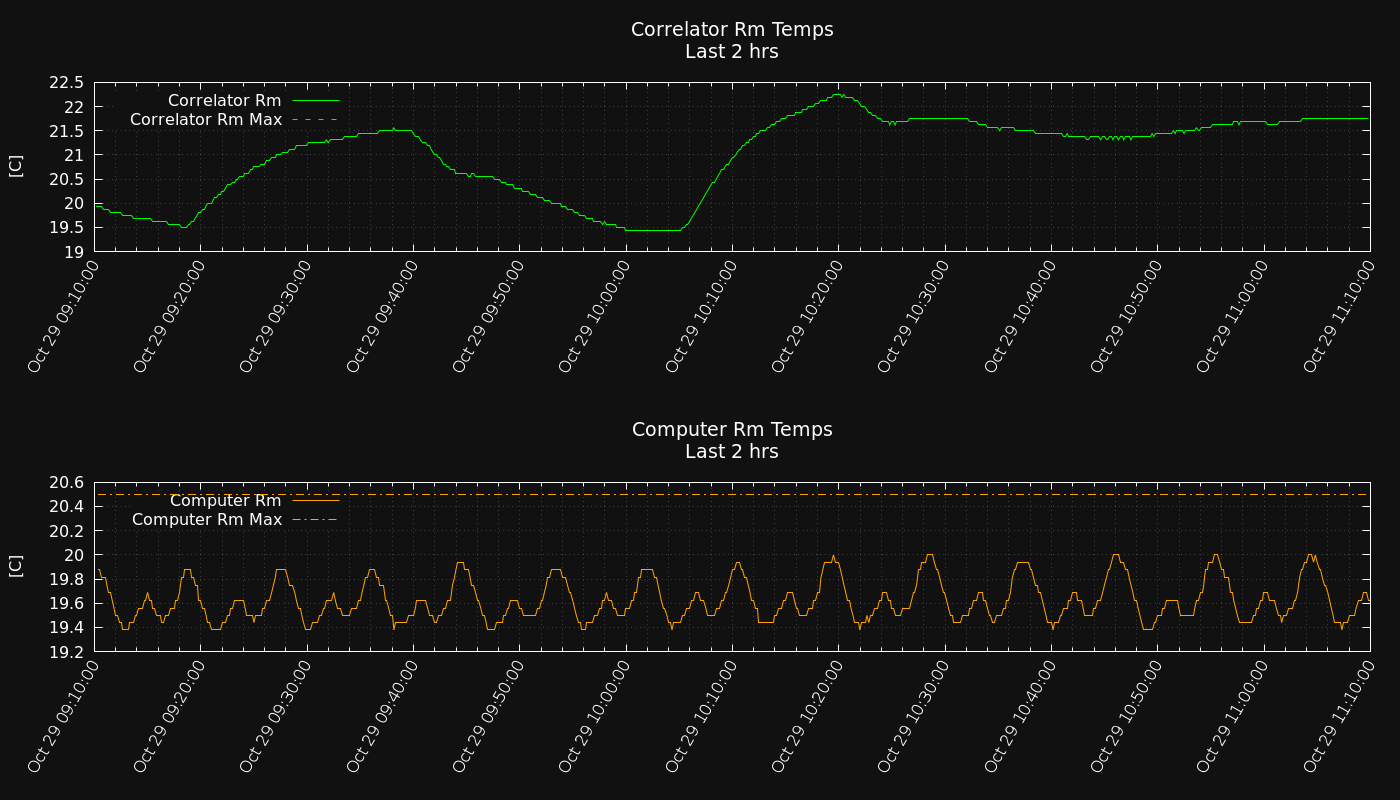 Correlator Rm Temps
Last 2 hrs
22.5
22
21.5
21
20.5
20
19.5
19
[C]
Correlator Rm
Correlator Rm Max
Oct 29 09:10:00
Oct 29 09:20:00
Oct 29 09:30:00
Oct 29 09:40:00
Oct 29 09:50:00
Oct 29 10:00:00
Oct 29 10:10:00
Oct 29 10:20:00
Oct 29 10:30:00
Oct 29 10:40:00
Oct 29 10:50:00
Oct 29 11:00:00
Oct 29 11:10:00
Computer Rm Temps
Last 2 hrs
20.6
20.4
20.2
20
19.8
19.6
19.4
19.2
[C]
Computer Rm
Computer Rm Max
Oct 29 09:10:00
Oct 29 09:20:00
Oct 29 09:30:00
Oct 29 09:40:00
Oct 29 09:50:00
Oct 29 10:00:00
Oct 29 10:10:00
Oct 29 10:20:00
Oct 29 10:30:00
Oct 29 10:40:00
Oct 29 10:50:00
Oct 29 11:00:00
Oct 29 11:10:00